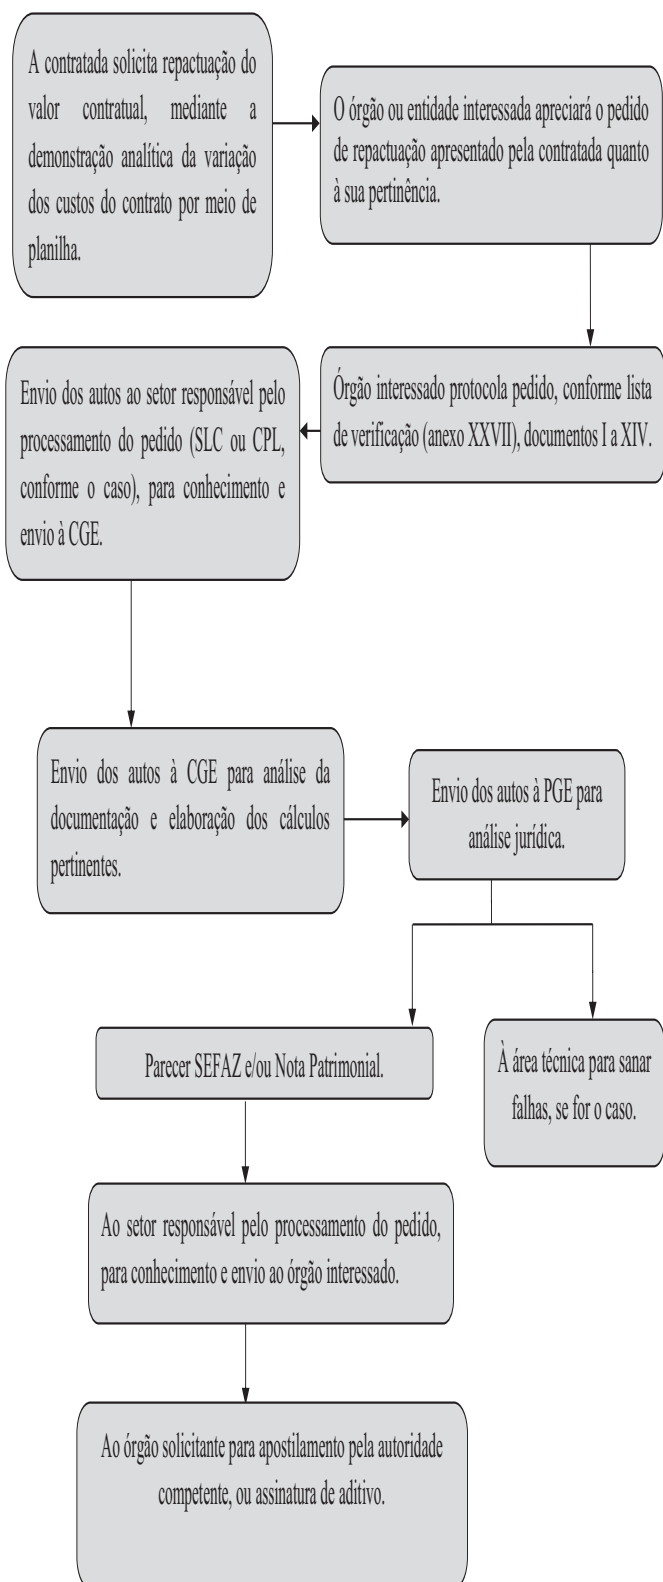 A contratada solicita repactuação do
valor contratual, mediante a
demonstração analítica da variação
dos custos do contrato por meio de
planilha.
O órgão ou entidade interessada apreciará o pedido
de repactuação apresentado pela contratada quanto
à sua pertinência.
Órgão interessado protocola pedido, conforme lista
de verificação (anexo XXVII), documentos I a XIV.
Envio dos autos ao setor responsável pelo
processamento do pedido (SLC ou CPL,
conforme o caso), para conhecimento e
envio à CGE.
Envio dos autos à CGE para análise da
documentação e elaboração dos cálculos
pertinentes.
Envio dos autos à PGE para
análise jurídica.
Parecer SEFAZ e/ou Nota Patrimonial.
À área técnica para sanar
falhas, se for o caso.
Ao setor responsável pelo processamento do pedido,
para conhecimento e envio ao órgão interessado.
Ao órgão solicitante para apostilamento pela autoridade
competente, ou assinatura de aditivo.